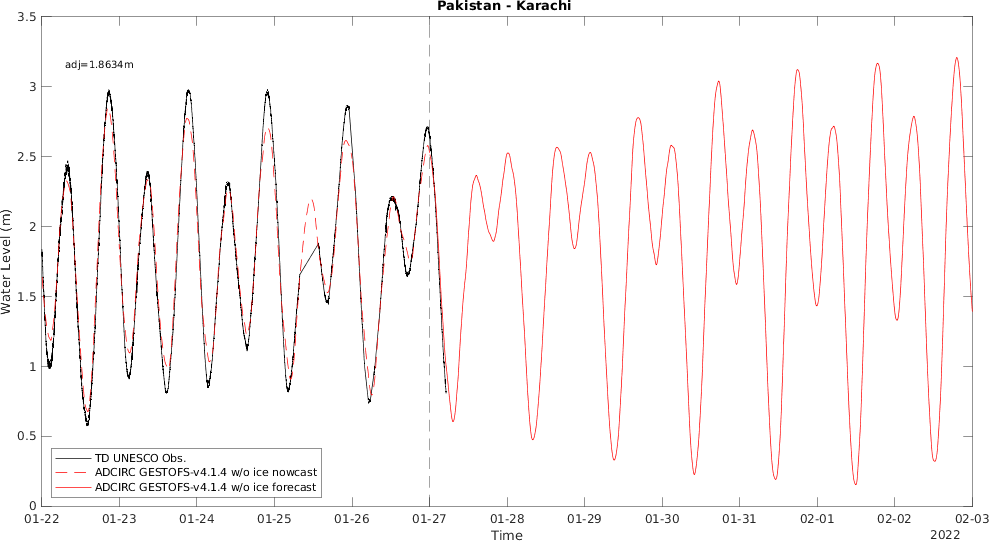 Pakistan - Karachi
3.5
adj=1.8634m
3
2.5
2
Water Level (m)
1.5
1
0.5
0
TD UNESCO Obs.
ADCIRC GESTOFS-v4.1.4 w/o ice nowcast
ADCIRC GESTOFS-v4.1.4 w/o ice forecast
01-22 01-23 01-24 01-25 01-26 01-27 01-28 01-29 01-30 01-31 02-01 02-02 02-03
Time
2022